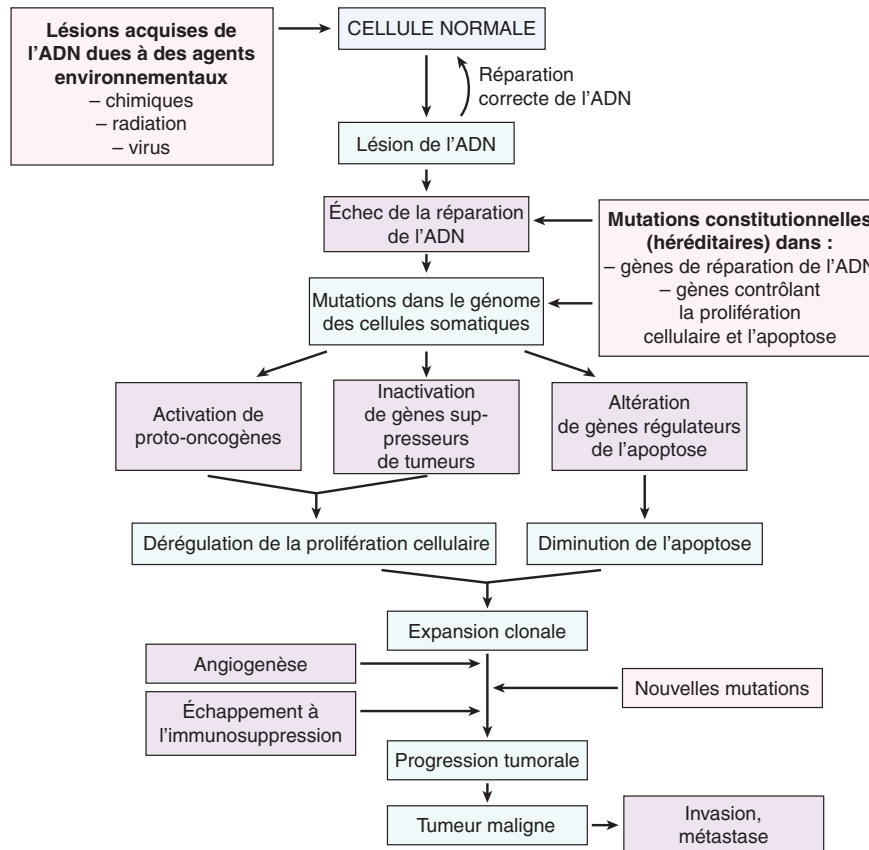 Lésions acquises de
l’ADN dues à des agents
environnementaux
– chimiques
– radiation
– virus
CELLULE NORMALE
Réparation
correcte de l’ADN
Lésion de l’ADN
Échec de la réparation
de l’ADN
Mutations constitutionnelles
(héréditaires) dans :
– gènes de réparation de l’ADN
– gènes contrôlant
la prolifération
cellulaire et l’apoptose
Mutations dans le génome
des cellules somatiques
Activation de
proto-oncogènes
Inactivation
de gènes sup-
presseurs
de tumeurs
Altération
de gènes régulateurs
de l’apoptose
Dérégulation de la prolifération cellulaire
Diminution de l’apoptose
Expansion clonale
Angiogenèse
Nouvelles mutations
Échappement à
l’immunosuppression
Progression tumorale
Tumeur maligne
Invasion,
métastase